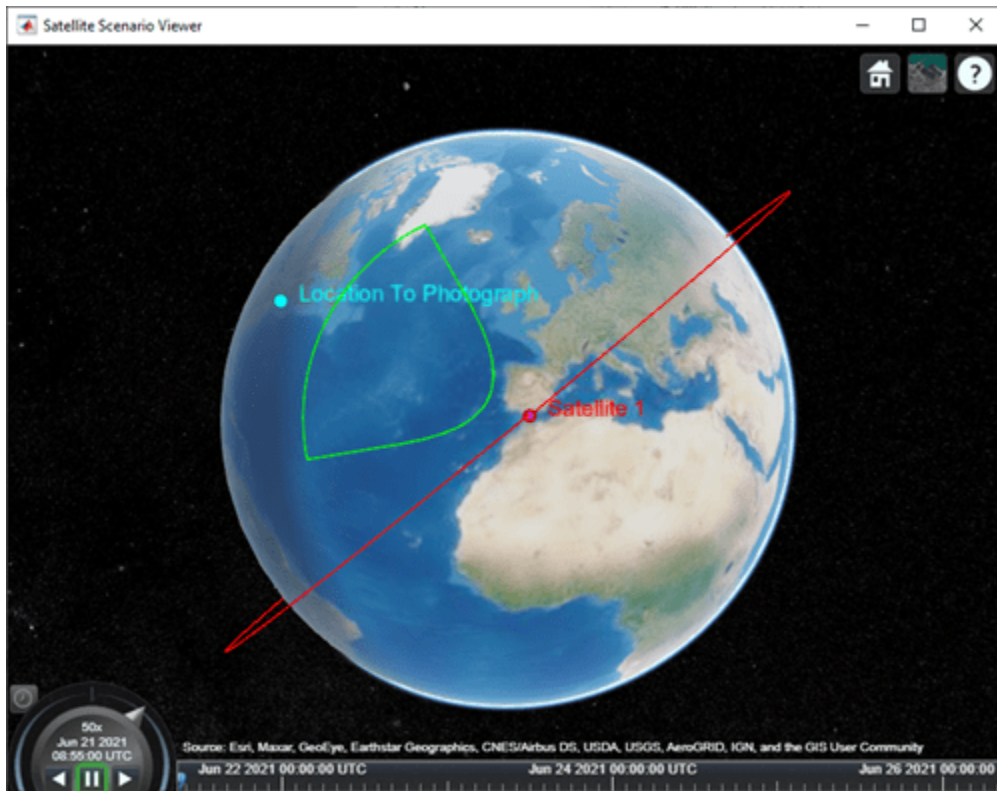 Satellite Scenario Viewer
?
Location To Photograph
Satellite 1
50x
Jun 21 2021
08:55:00 UTC
Source: Esri, Maxar, GeoEye, Earthstar Geographics, CNES/Airbus DS, USDA, USGS, AeroGRID, IGN, and the GIS User Community
Jun 22 2021 00:00:00 UTC Jun 24 2021 00:00:00 UTC Jun 26 2021 00:00:00